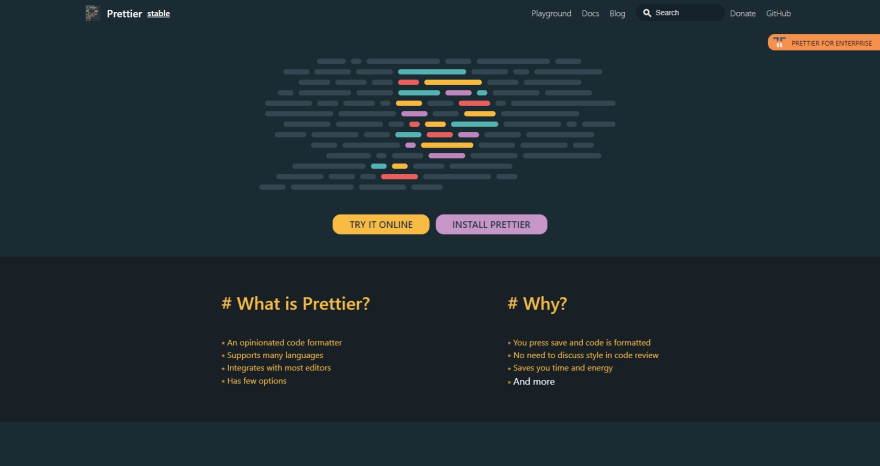 Prettier stable
Playground Docs Blog Search Donate GitHub
PRETTIER FOR ENTERPRISE
TRY IT ONLINE
INSTALL PRETTIER
# What is Prettier?
• An opinionated code formatter
• Supports many languages
• Integrates with most editors
• Has few options
# Why?
• You press save and code is formatted
• No need to discuss style in code review
• Saves you time and energy
• And more